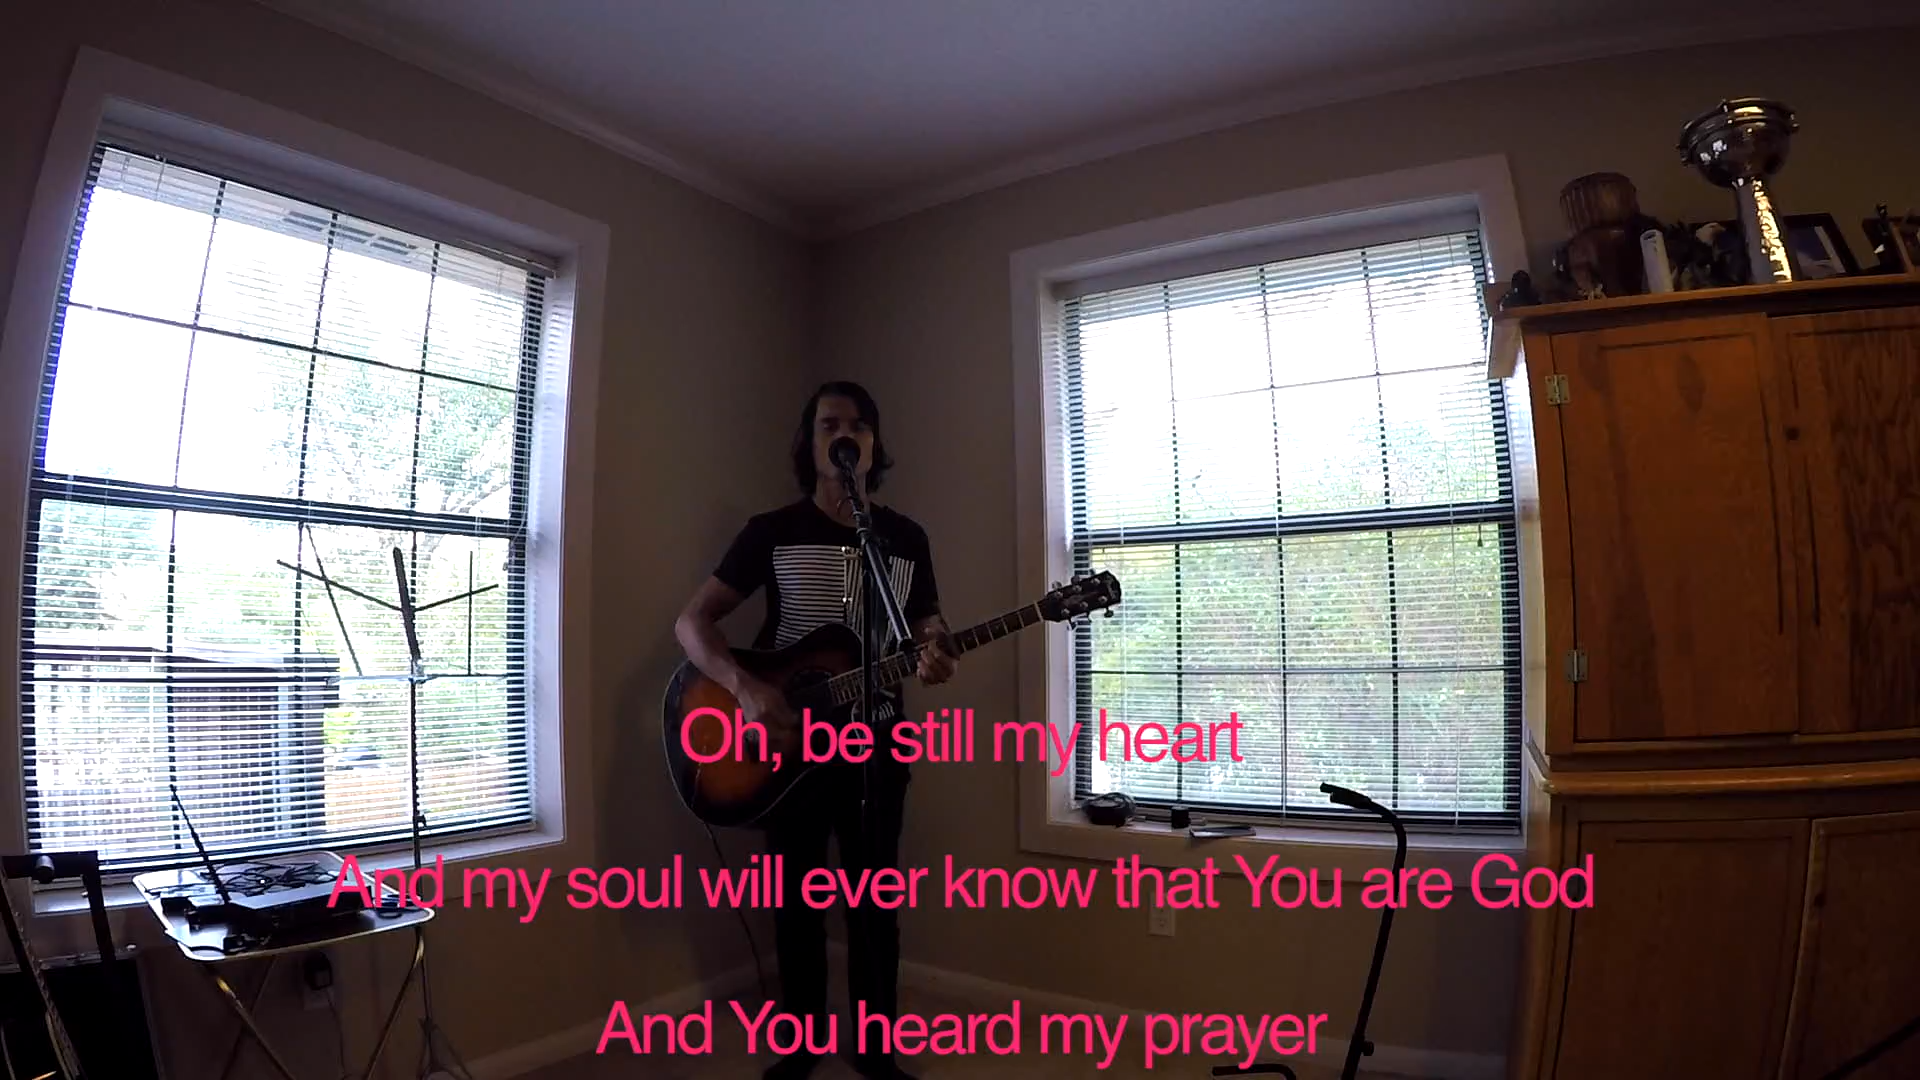 Oh, be still my heart
And my soul will ever know that You are God
And You heard my prayer